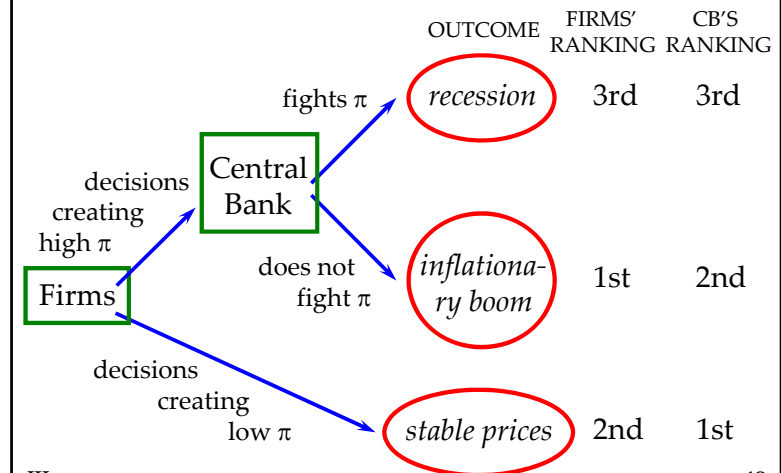 OUTCOME
FIRMS’
RANKING
CB’S
RANKING
fights π
recession
3rd
3rd
Central
Bank
decisions
creating
high π
does not
fight π
inflationa-
ry boom
1st
2nd
Firms
decisions
creating
low π
stable prices
2nd
1st